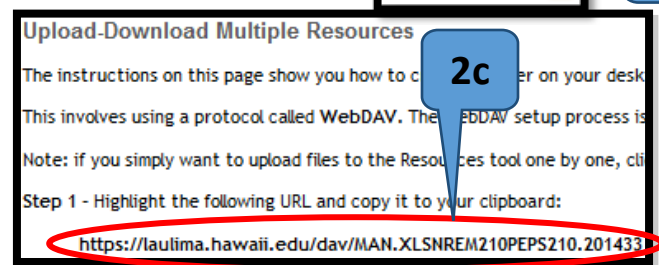 Upload-Download Multiple Resources
2c
The instructions on this page show you how to c er on your desk
This involves using a protocol called WebDAV. The WebDAV setup process is
Note: if you simply want to upload files to the Resources tool one by one, cli
Step 1 - Highlight the following URL and copy it to your clipboard:
https://laulima.hawaii.edu/dav/MAN.XLSNREM210PEPS210.201433